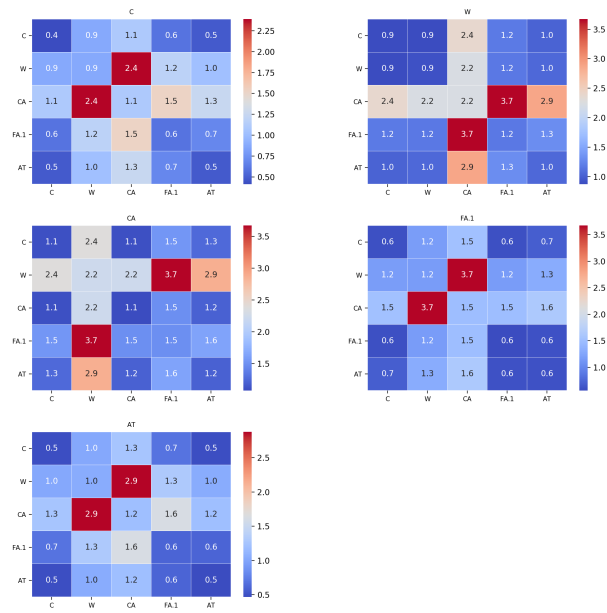 C
C 0.4 0.9 1.1 0.6 0.5
W 0.9 0.9 2.4 1.2 1.0
CA 1.1 2.4 1.1 1.5 1.3
FA.1 0.6 1.2 1.5 0.6 0.7
AT 0.5 1.0 1.3 0.7 0.5
C W CA FA.1 AT
2.25
2.00
1.75
1.50
1.25
1.00
0.75
0.50
W
C 0.9 0.9 2.4 1.2 1.0
W 0.9 0.9 2.2 1.2 1.0
CA 2.4 2.2 2.2 3.7 2.9
FA.1 1.2 1.2 3.7 1.2 1.3
AT 1.0 1.0 2.9 1.3 1.0
C W CA FA.1 AT
3.5
3.0
2.5
2.0
1.5
1.0
CA
C 1.1 2.4 1.1 1.5 1.3
W 2.4 2.2 2.2 3.7 2.9
CA 1.1 2.2 1.1 1.5 1.2
FA.1 1.5 3.7 1.5 1.5 1.6
AT 1.3 2.9 1.2 1.6 1.2
C W CA FA.1 AT
3.5
3.0
2.5
2.0
1.5
FA.1
C 0.6 1.2 1.5 0.6 0.7
W 1.2 1.2 3.7 1.2 1.3
CA 1.5 3.7 1.5 1.5 1.6
FA.1 0.6 1.2 1.5 0.6 0.6
AT 0.7 1.3 1.6 0.6 0.6
C W CA FA.1 AT
3.5
3.0
2.5
2.0
1.5
1.0
AT
C 0.5 1.0 1.3 0.7 0.5
W 1.0 1.0 2.9 1.3 1.0
CA 1.3 2.9 1.2 1.6 1.2
FA.1 0.7 1.3 1.6 0.6 0.6
AT 0.5 1.0 1.2 0.6 0.5
C W CA FA.1 AT
2.5
2.0
1.5
1.0
0.5